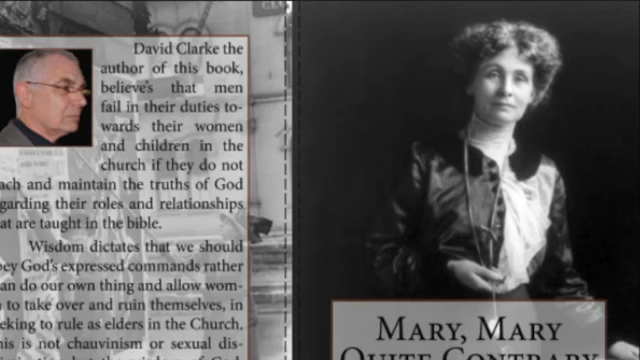 David Clarke the
author of this book,
believe's that men
fail in their duties to-
wards their women
and children in the
church if they do not
ach and maintain the truths of God
garding their roles and relationships
at are taught in the bible.
Wisdom dictates that we should
ey God's expressed commands rather
an do our own thing and allow wom-
to take over and ruin themselves, in
eking to rule as elders in the Church.
his is not chauvinism or sexual dis-
Mary, Mary
Quite Contrary